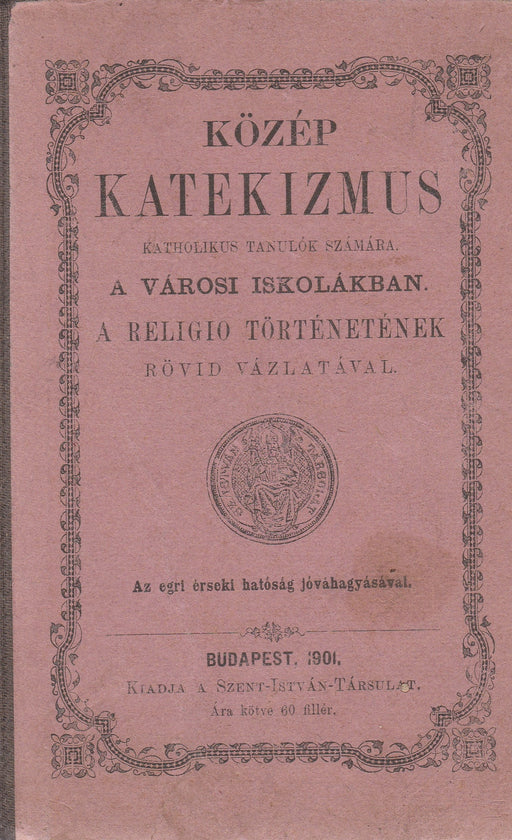 KÖZÉP
KATEKIZMUS
KATHOLIKUS TANULÓK SZÁMÁRA.
A VÁROSI ISKOLÁKBAN.
A RELIGIO TÖRTÉNETÉNEK
RÖVID VÁZLATÁVAL.
Az egri érseki hatóság jóváhagyásával.
BUDAPEST, 1901.
KIADJA A SZENT-ISTVÁN-TÁRSULAT.
Ára kötve 60 fillér.